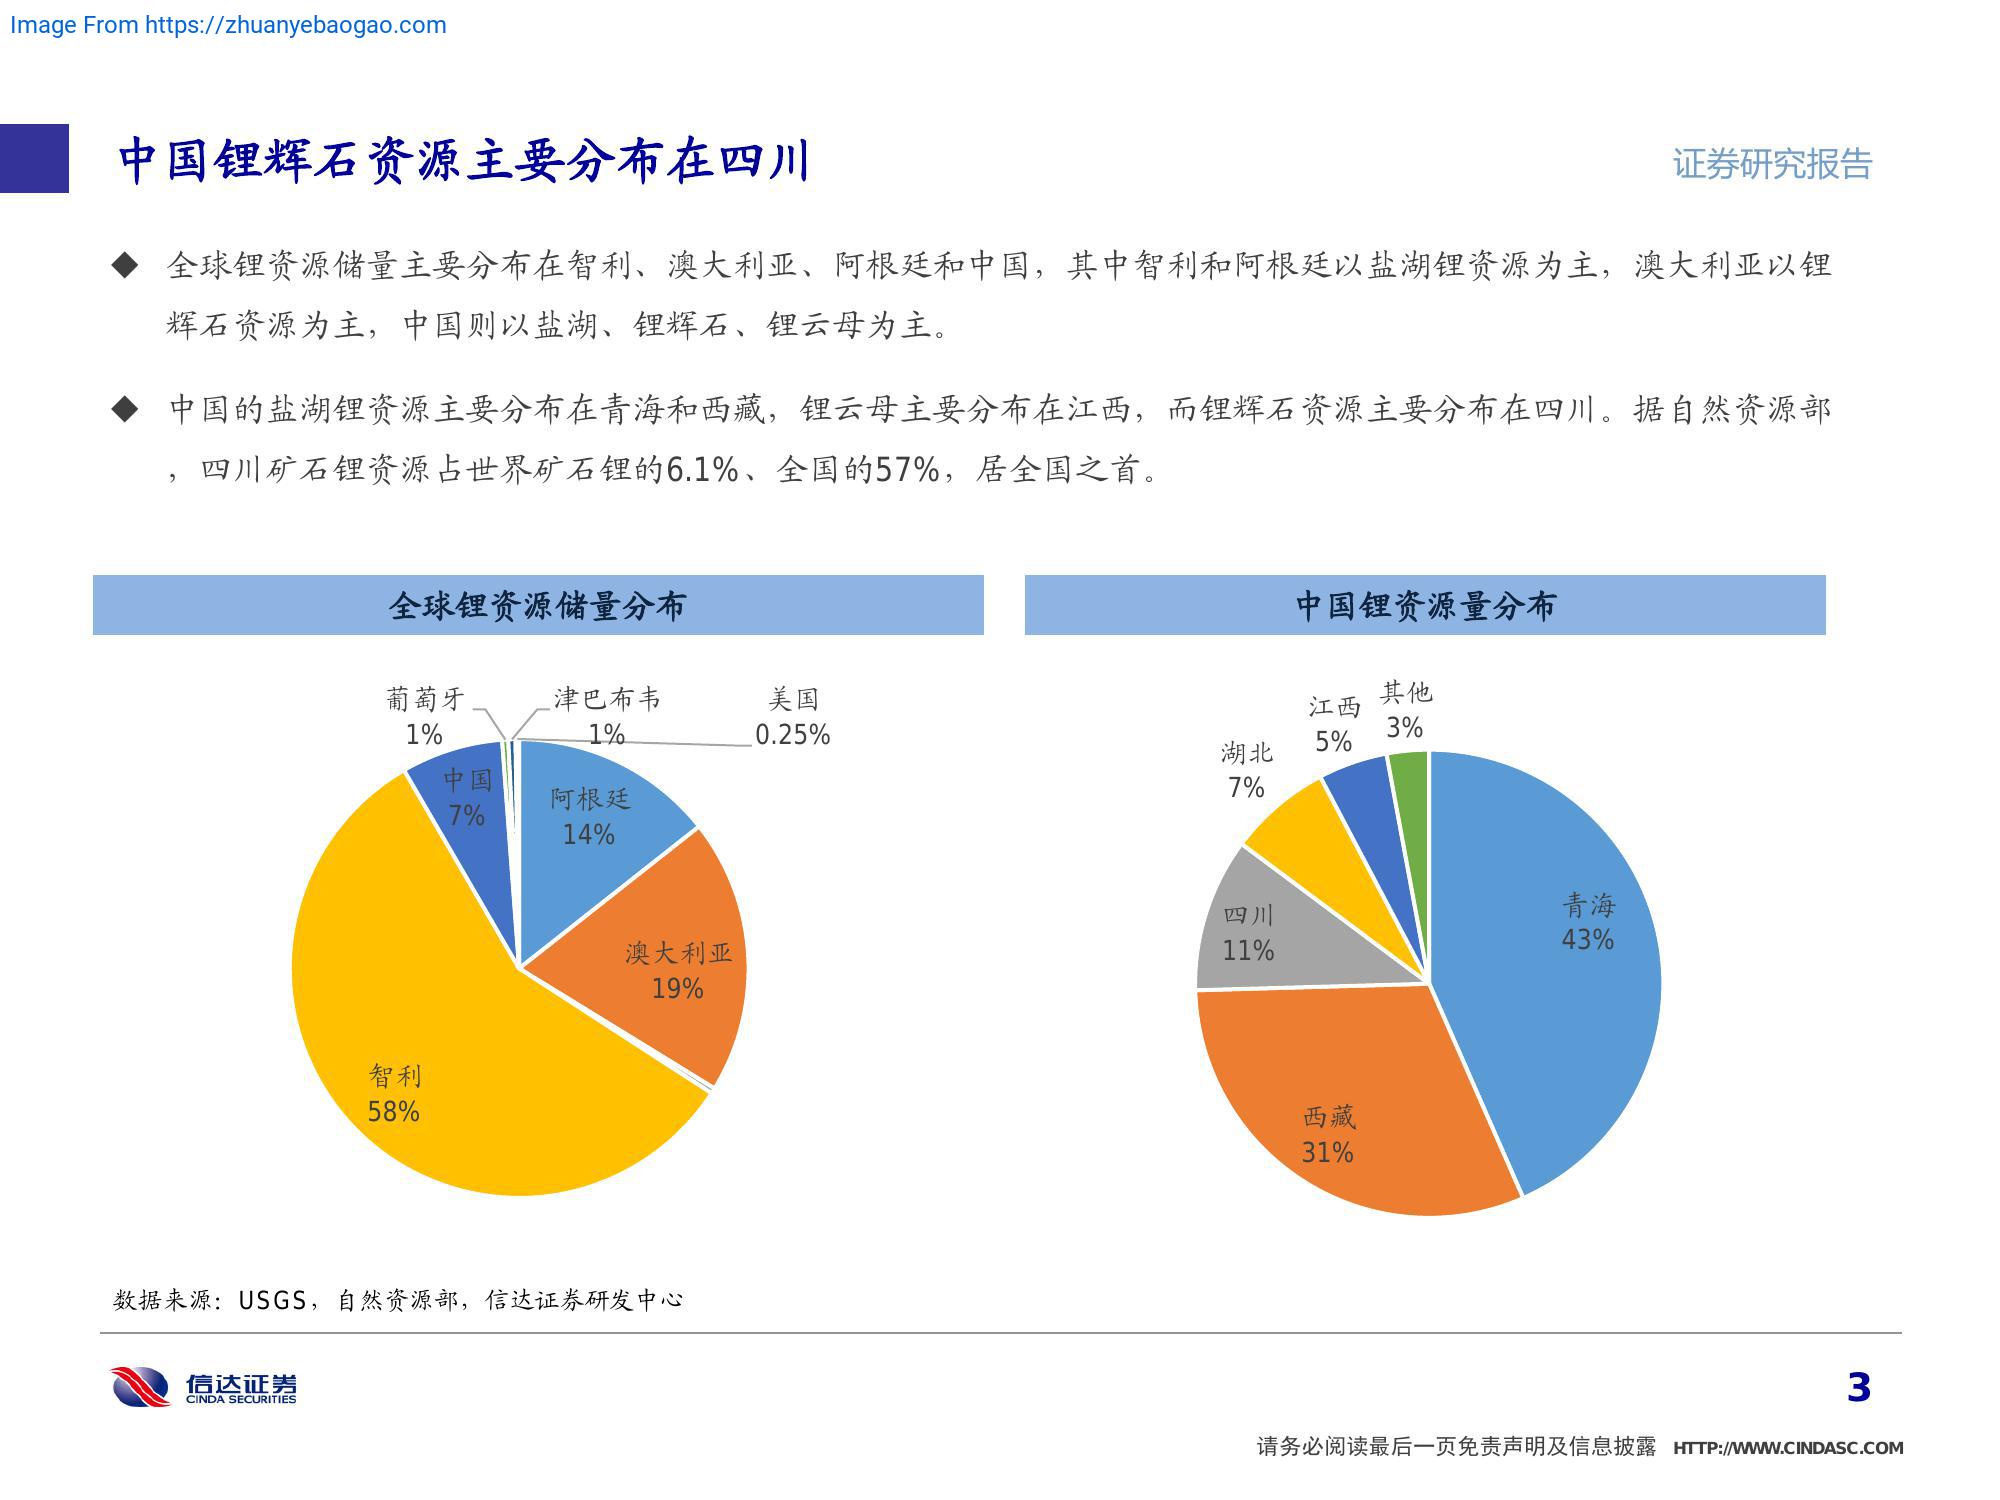 Image From https://zhuanyebaogao.com
中国锂辉石资源主要分布在四川
证券研究报告
◆ 全球锂资源储量主要分布在智利、澳大利亚、阿根廷和中国，其中智利和阿根廷以盐湖锂资源为主，澳大利亚以锂
辉石资源为主，中国则以盐湖、锂辉石、锂云母为主。
◆ 中国的盐湖锂资源主要分布在青海和西藏，锂云母主要分布在江西，而锂辉石资源主要分布在四川。据自然资源部
，四川矿石锂资源占世界矿石锂的6.1%、全国的57%，居全国之首。
全球锂资源储量分布
葡萄牙
1%
津巴布韦
1%
美国
0.25%
中国
7%
阿根廷
14%
澳大利亚
19%
智利
58%
中国锂资源量分布
其他
3%
江西
5%
湖北
7%
四川
11%
青海
43%
西藏
31%
数据来源：USGS，自然资源部，信达证券研发中心
信达证券
CINDA SECURITIES
3
请务必阅读最后一页免责声明及信息披露 HTTP://WWW.CINDASC.COM